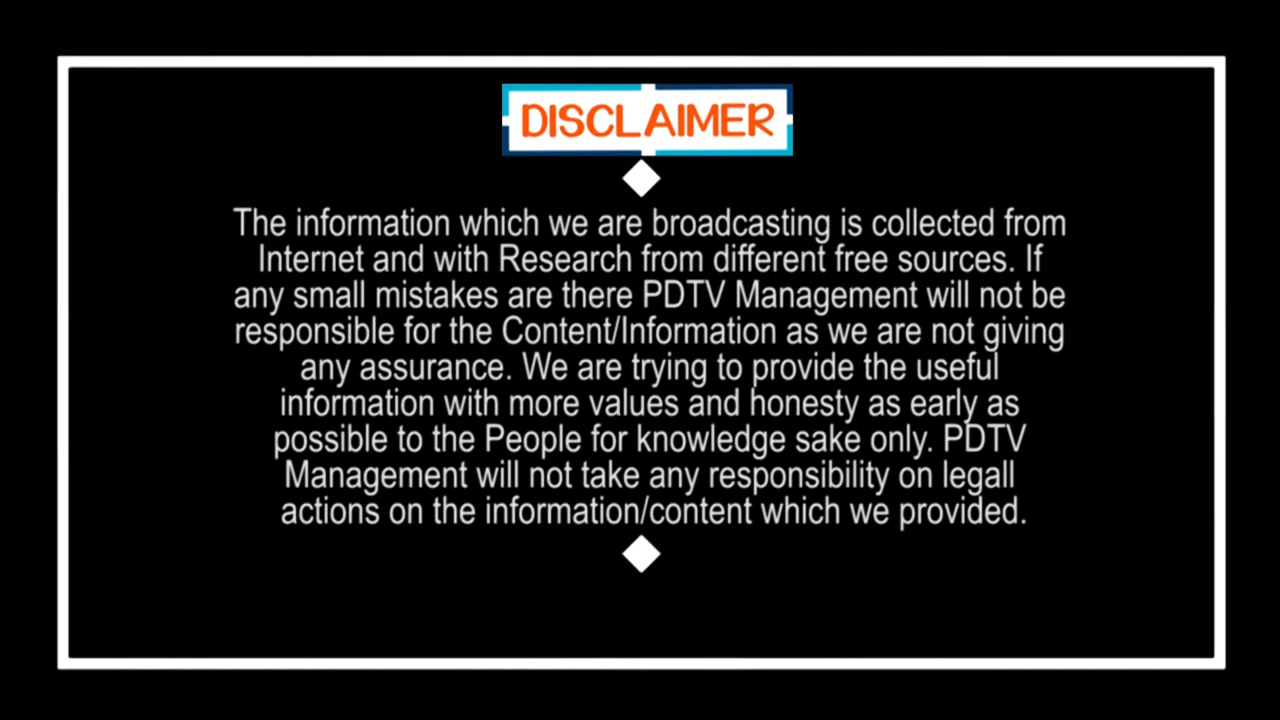 DISCLAIMER
The information which we are broadcasting is collected from
Internet and with Research from different free sources. If
any small mistakes are there PDTV Management will not be
responsible for the Content/Information as we are not giving
any assurance. We are trying to provide the useful
information with more values and honesty as early as
possible to the People for knowledge sake only. PDTV
Management will not take any responsibility on legall
actions on the information/content which we provided.